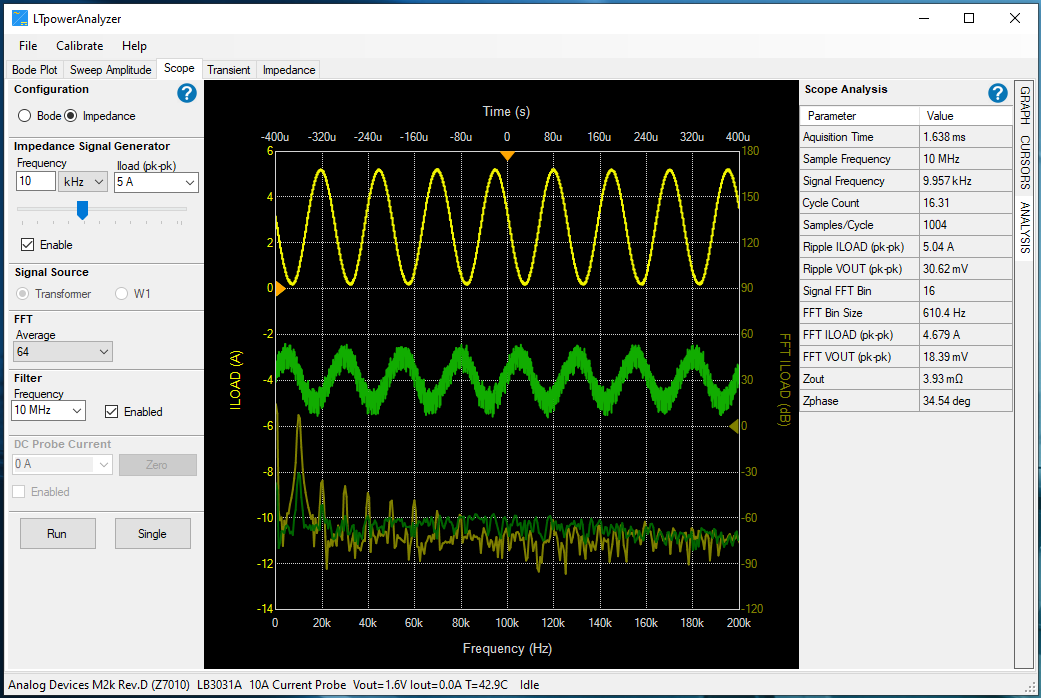 LTpowerAnalyzer
File Calibrate Help
Bode Plot Sweep Amplitude Scope Transient Impedance
Configuration
?
Bode Impedance
Impedance Signal Generator
Frequency Iload (pk-pk)
10 kHz 5 A
Enable
Signal Source
Transformer W1
FFT
Average
64
Filter
Frequency
10 MHz Enabled
DC Probe Current
0 A Zero
Enabled
Run Single
Time (s)
-400u -320u -240u -160u -80u 0 80u 160u 240u 320u 400u
6 180
4 150
2 120
0 90
-2 60
-4 30
-6 0
-8 -30
-10 -60
-12 -90
-14 -120
ILOAD (A)
FFT ILOAD (dB)
0 20k 40k 60k 80k 100k 120k 140k 160k 180k 200k
Frequency (Hz)
Scope Analysis
?
Parameter Value
Aquisition Time 1.638 ms
Sample Frequency 10 MHz
Signal Frequency 9.957 kHz
Cycle Count 16.31
Samples/Cycle 1004
Ripple ILOAD (pk-pk) 5.04 A
Ripple VOUT (pk-pk) 30.62 mV
Signal FFT Bin 16
FFT Bin Size 610.4 Hz
FFT ILOAD (pk-pk) 4.679 A
FFT VOUT (pk-pk) 18.39 mV
Zout 3.93 mΩ
Zphase 34.54 deg
GRAPH CURSORS ANALYSIS
Analog Devices M2k Rev.D (Z7010) LB3031A 10A Current Probe Vout=1.6V Iout=0.0A T=42.9C Idle